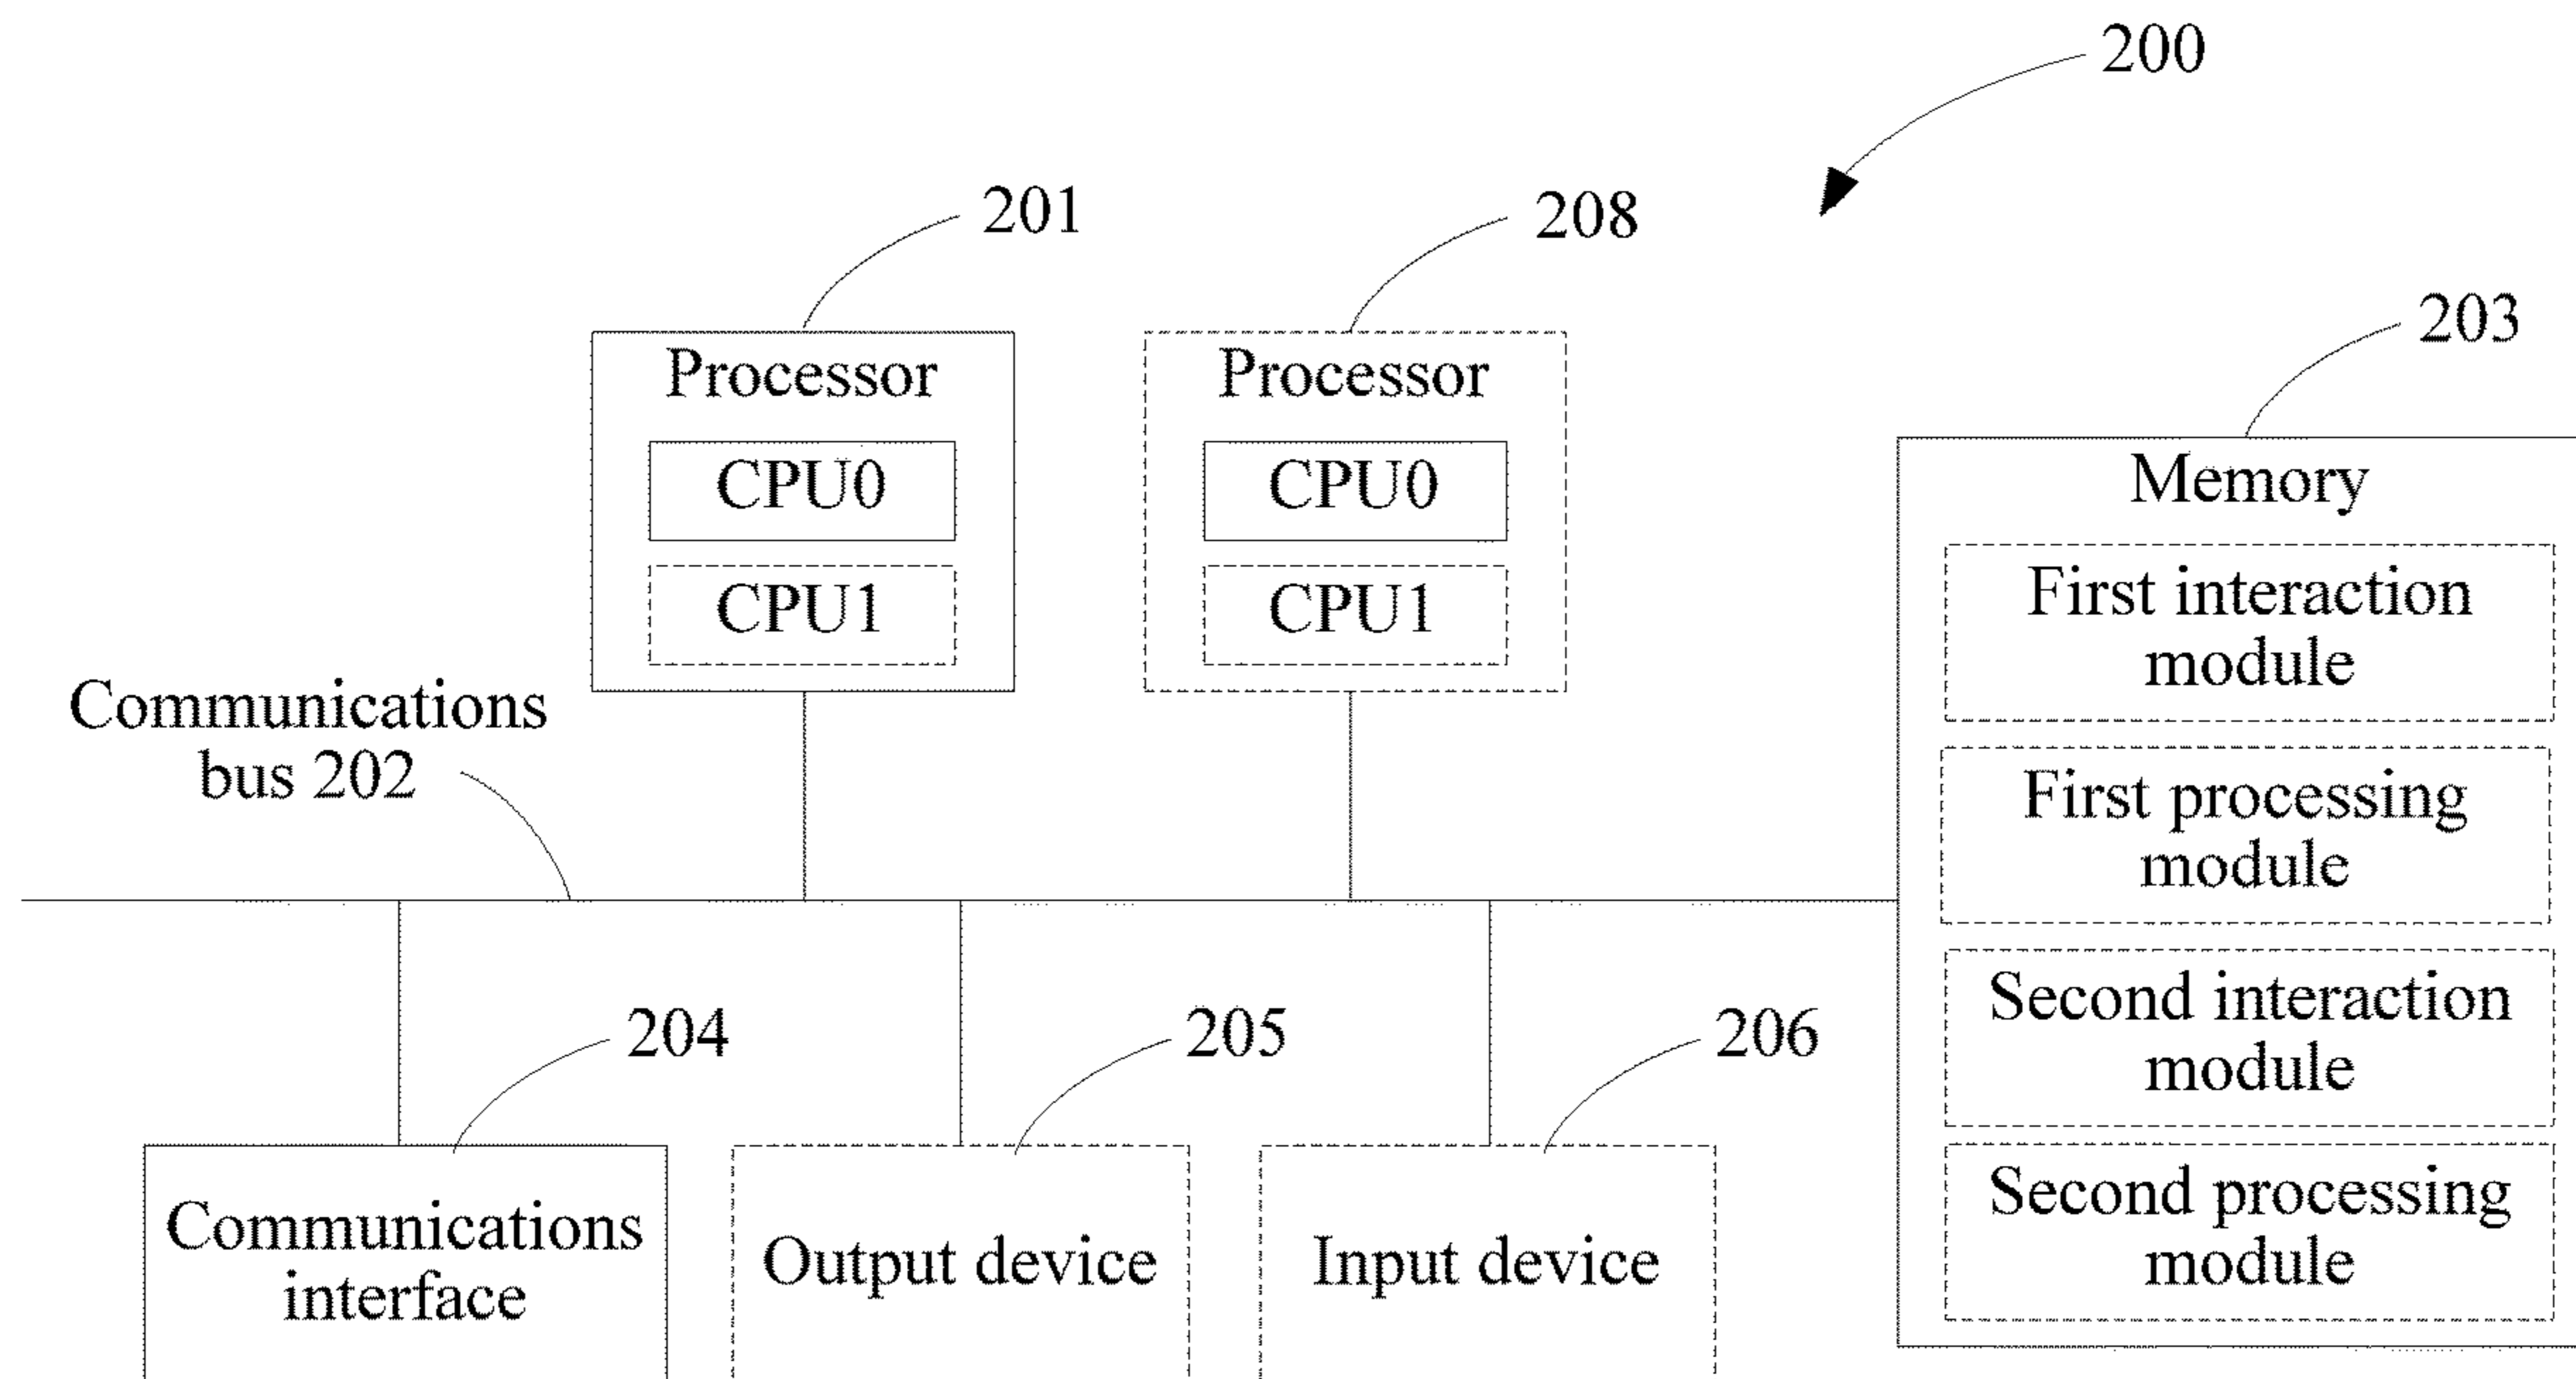 200
201
208
203
Processor
CPU0
CPU1
Processor
CPU0
CPU1
Memory
First interaction
module
First processing
module
Second interaction
module
Second processing
module
Communications
bus 202
204
205
206
Communications
interface
Output device
Input device